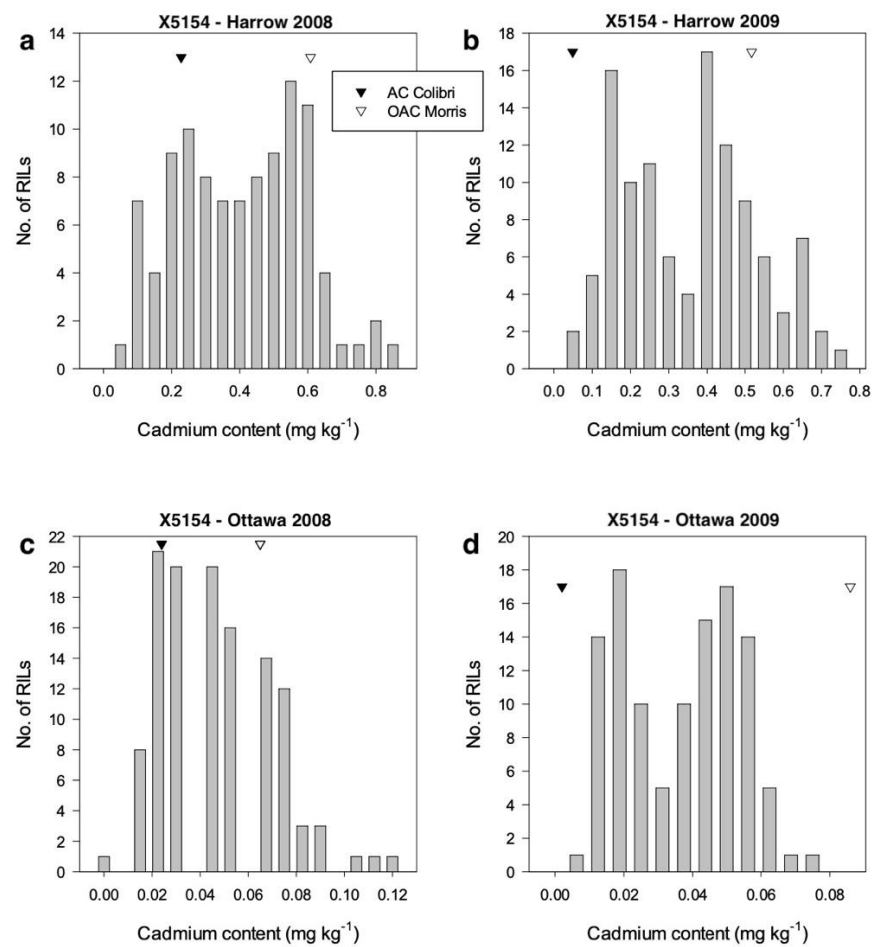 a
X5154 - Harrow 2008
14
12
10
8
6
4
2
0
No. of RILs
0.0 0.2 0.4 0.6 0.8
Cadmium content (mg kg⁻¹)
AC Colibri
OAC Morris
b
X5154 - Harrow 2009
18
16
14
12
10
8
6
4
2
0
No. of RILs
0.0 0.1 0.2 0.3 0.4 0.5 0.6 0.7 0.8
Cadmium content (mg kg⁻¹)
c
X5154 - Ottawa 2008
22
20
18
16
14
12
10
8
6
4
2
0
No. of RILs
0.00 0.02 0.04 0.06 0.08 0.10 0.12
Cadmium content (mg kg⁻¹)
d
X5154 - Ottawa 2009
20
18
16
14
12
10
8
6
4
2
0
No. of RILs
0.00 0.02 0.04 0.06 0.08
Cadmium content (mg kg⁻¹)